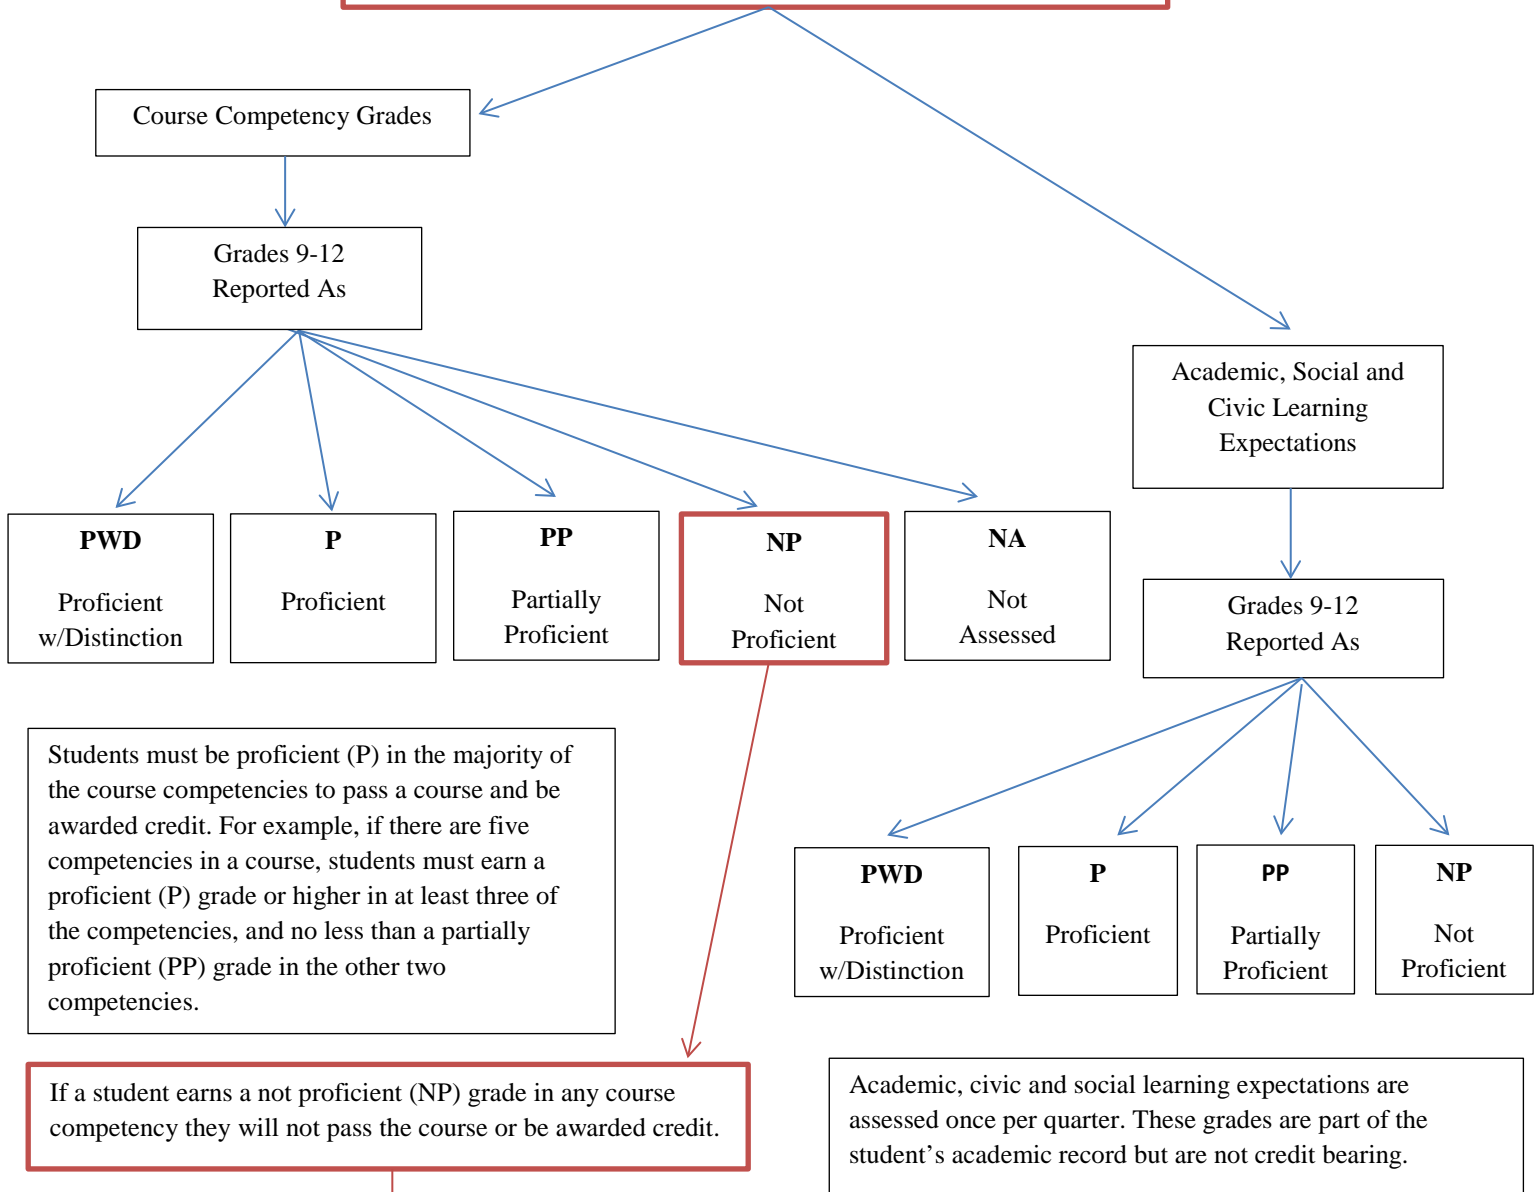 Course Competency Grades
Grades 9-12
Reported As
Academic, Social and
Civic Learning
Expectations
PWD
Proficient
w/Distinction
P
Proficient
PP
Partially
Proficient
NP
Not
Proficient
NA
Not
Assessed
Grades 9-12
Reported As
Students must be proficient (P) in the majority of
the course competencies to pass a course and be
awarded credit. For example, if there are five
competencies in a course, students must earn a
proficient (P) grade or higher in at least three of
the competencies, and no less than a partially
proficient (PP) grade in the other two
competencies.
PWD
Proficient
w/Distinction
P
Proficient
PP
Partially
Proficient
NP
Not
Proficient
If a student earns a not proficient (NP) grade in any course
competency they will not pass the course or be awarded credit.
Academic, civic and social learning expectations are
assessed once per quarter. These grades are part of the
student’s academic record but are not credit bearing.